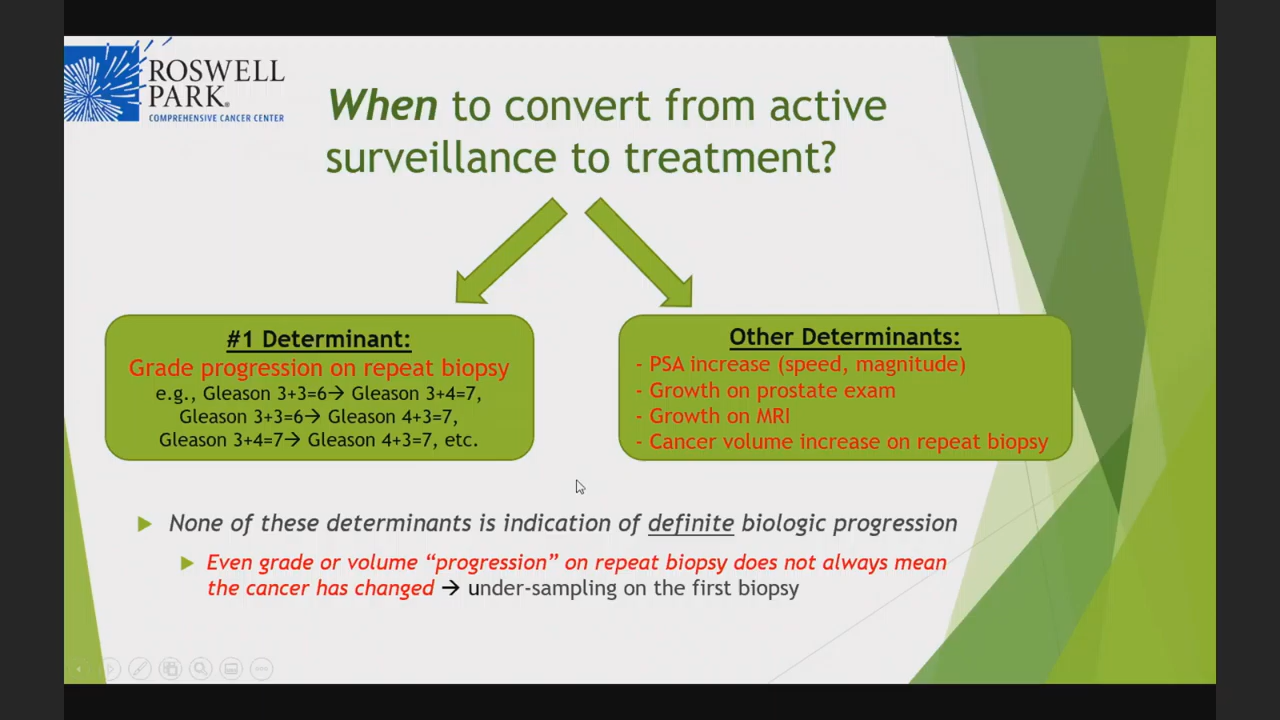 ROSWELL
PARK®
COMPREHENSIVE CANCER CENTER
When to convert from active
surveillance to treatment?
#1 Determinant:
Grade progression on repeat biopsy
e.g., Gleason 3+3=6→ Gleason 3+4=7,
Gleason 3+3=6→ Gleason 4+3=7,
Gleason 3+4=7→ Gleason 4+3=7, etc.
Other Determinants:
- PSA increase (speed, magnitude)
- Growth on prostate exam
- Growth on MRI
- Cancer volume increase on repeat biopsy
None of these determinants is indication of definite biologic progression
Even grade or volume “progression” on repeat biopsy does not always mean
the cancer has changed → under-sampling on the first biopsy